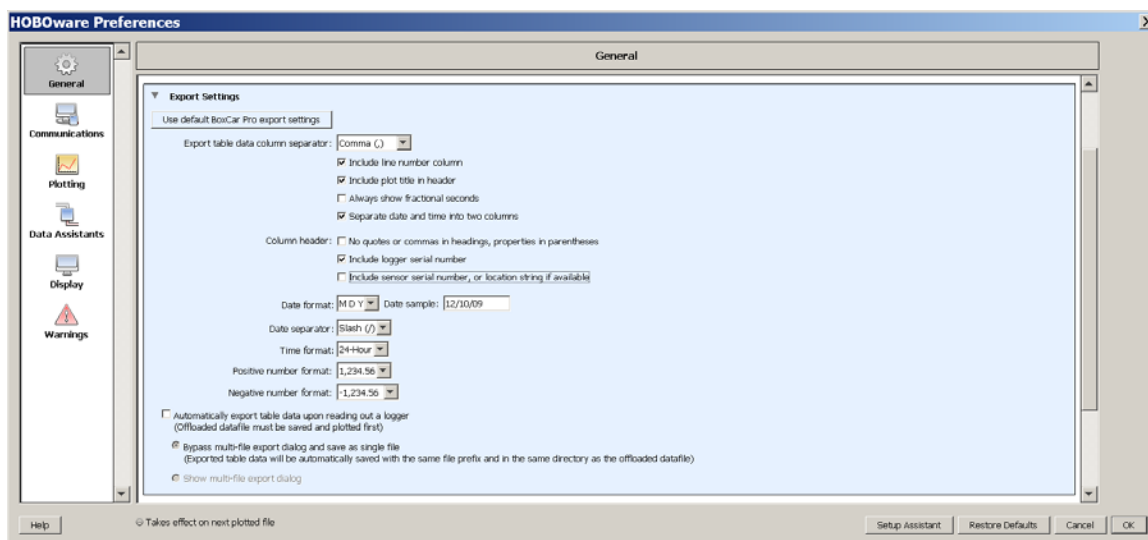 HOBOware Preferences
General
General
Communications
Plotting
Data Assistants
Display
Warnings
Export Settings
Use default BoxCar Pro export settings
Export table data column separator: Comma (,)
Include line number column
Include plot title in header
Always show fractional seconds
Separate date and time into two columns
Column header: No quotes or commas in headings, properties in parentheses
Include logger serial number
Include sensor serial number, or location string if available
Date format: M D Y Date sample: 12/10/09
Date separator: Slash (/)
Time format: 24-Hour
Positive number format: 1,234.56
Negative number format: -1,234.56
Automatically export table data upon reading out a logger
(Offloaded datafile must be saved and plotted first)
Bypass multi-file export dialog and save as single file
(Exported table data will be automatically saved with the same file prefix and in the same directory as the offloaded datafile)
Show multi-file export dialog
Help
Takes effect on next plotted file
Setup Assistant Restore Defaults Cancel OK